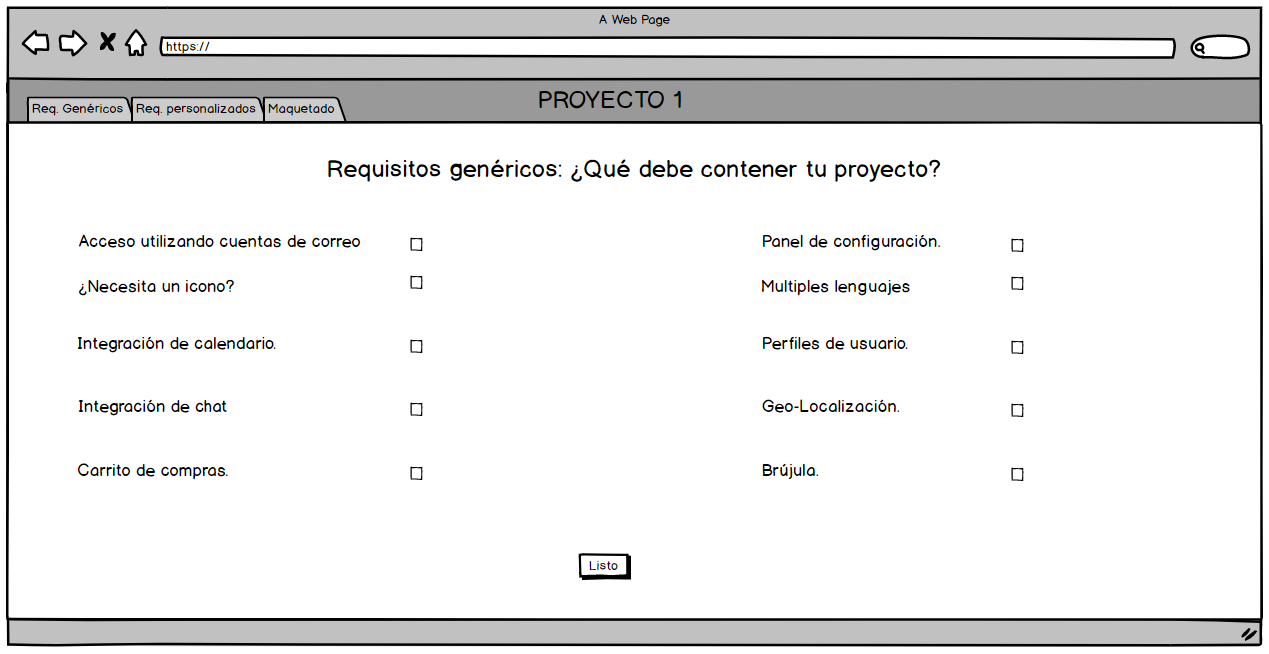 A Web Page
https://
PROYECTO 1
Req. Genéricos
Req. personalizados
Maquetado
Requisitos genéricos: ¿Qué debe contener tu proyecto?
Acceso utilizando cuentas de correo
Panel de configuración.
¿Necesita un icono?
Multiples lenguajes
Integración de calendario.
Perfiles de usuario.
Integración de chat
Geo-Localización.
Carrito de compras.
Brújula.
Listo